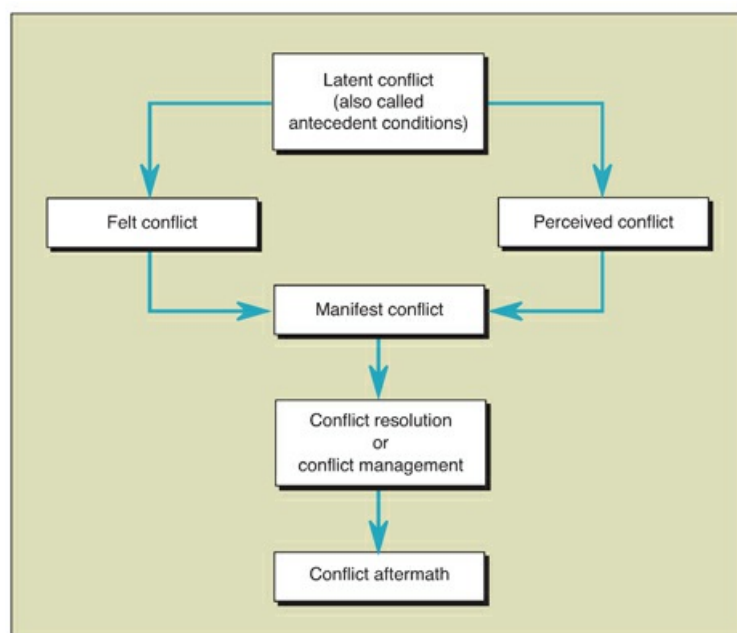 Latent conflict
(also called
antecedent conditions)
Felt conflict
Perceived conflict
Manifest conflict
Conflict resolution
or
conflict management
Conflict aftermath